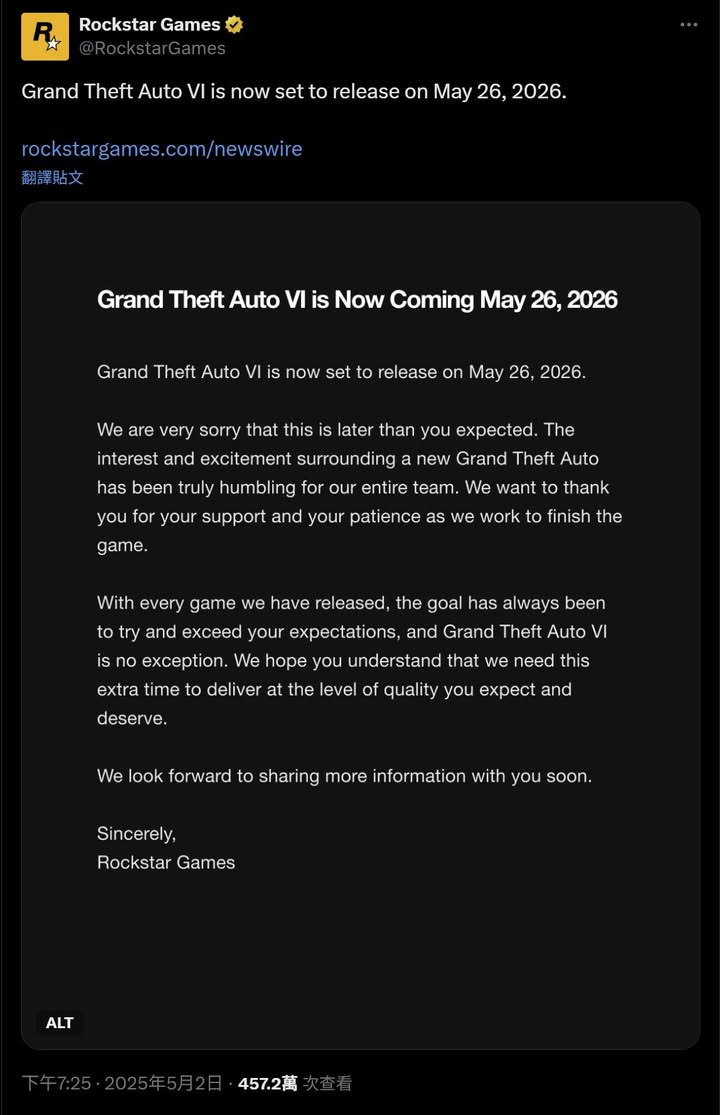 Rockstar Games
@RockstarGames
Grand Theft Auto VI is now set to release on May 26, 2026.
rockstargames.com/newswire
翻譯貼文
Grand Theft Auto VI is Now Coming May 26, 2026
Grand Theft Auto VI is now set to release on May 26, 2026.
We are very sorry that this is later than you expected. The
interest and excitement surrounding a new Grand Theft Auto
has been truly humbling for our entire team. We want to thank
you for your support and your patience as we work to finish the
game.
With every game we have released, the goal has always been
to try and exceed your expectations, and Grand Theft Auto VI
is no exception. We hope you understand that we need this
extra time to deliver at the level of quality you expect and
deserve.
We look forward to sharing more information with you soon.
Sincerely,
Rockstar Games
ALT
下午7:25 · 2025年5月2日 · 457.2萬 次查看